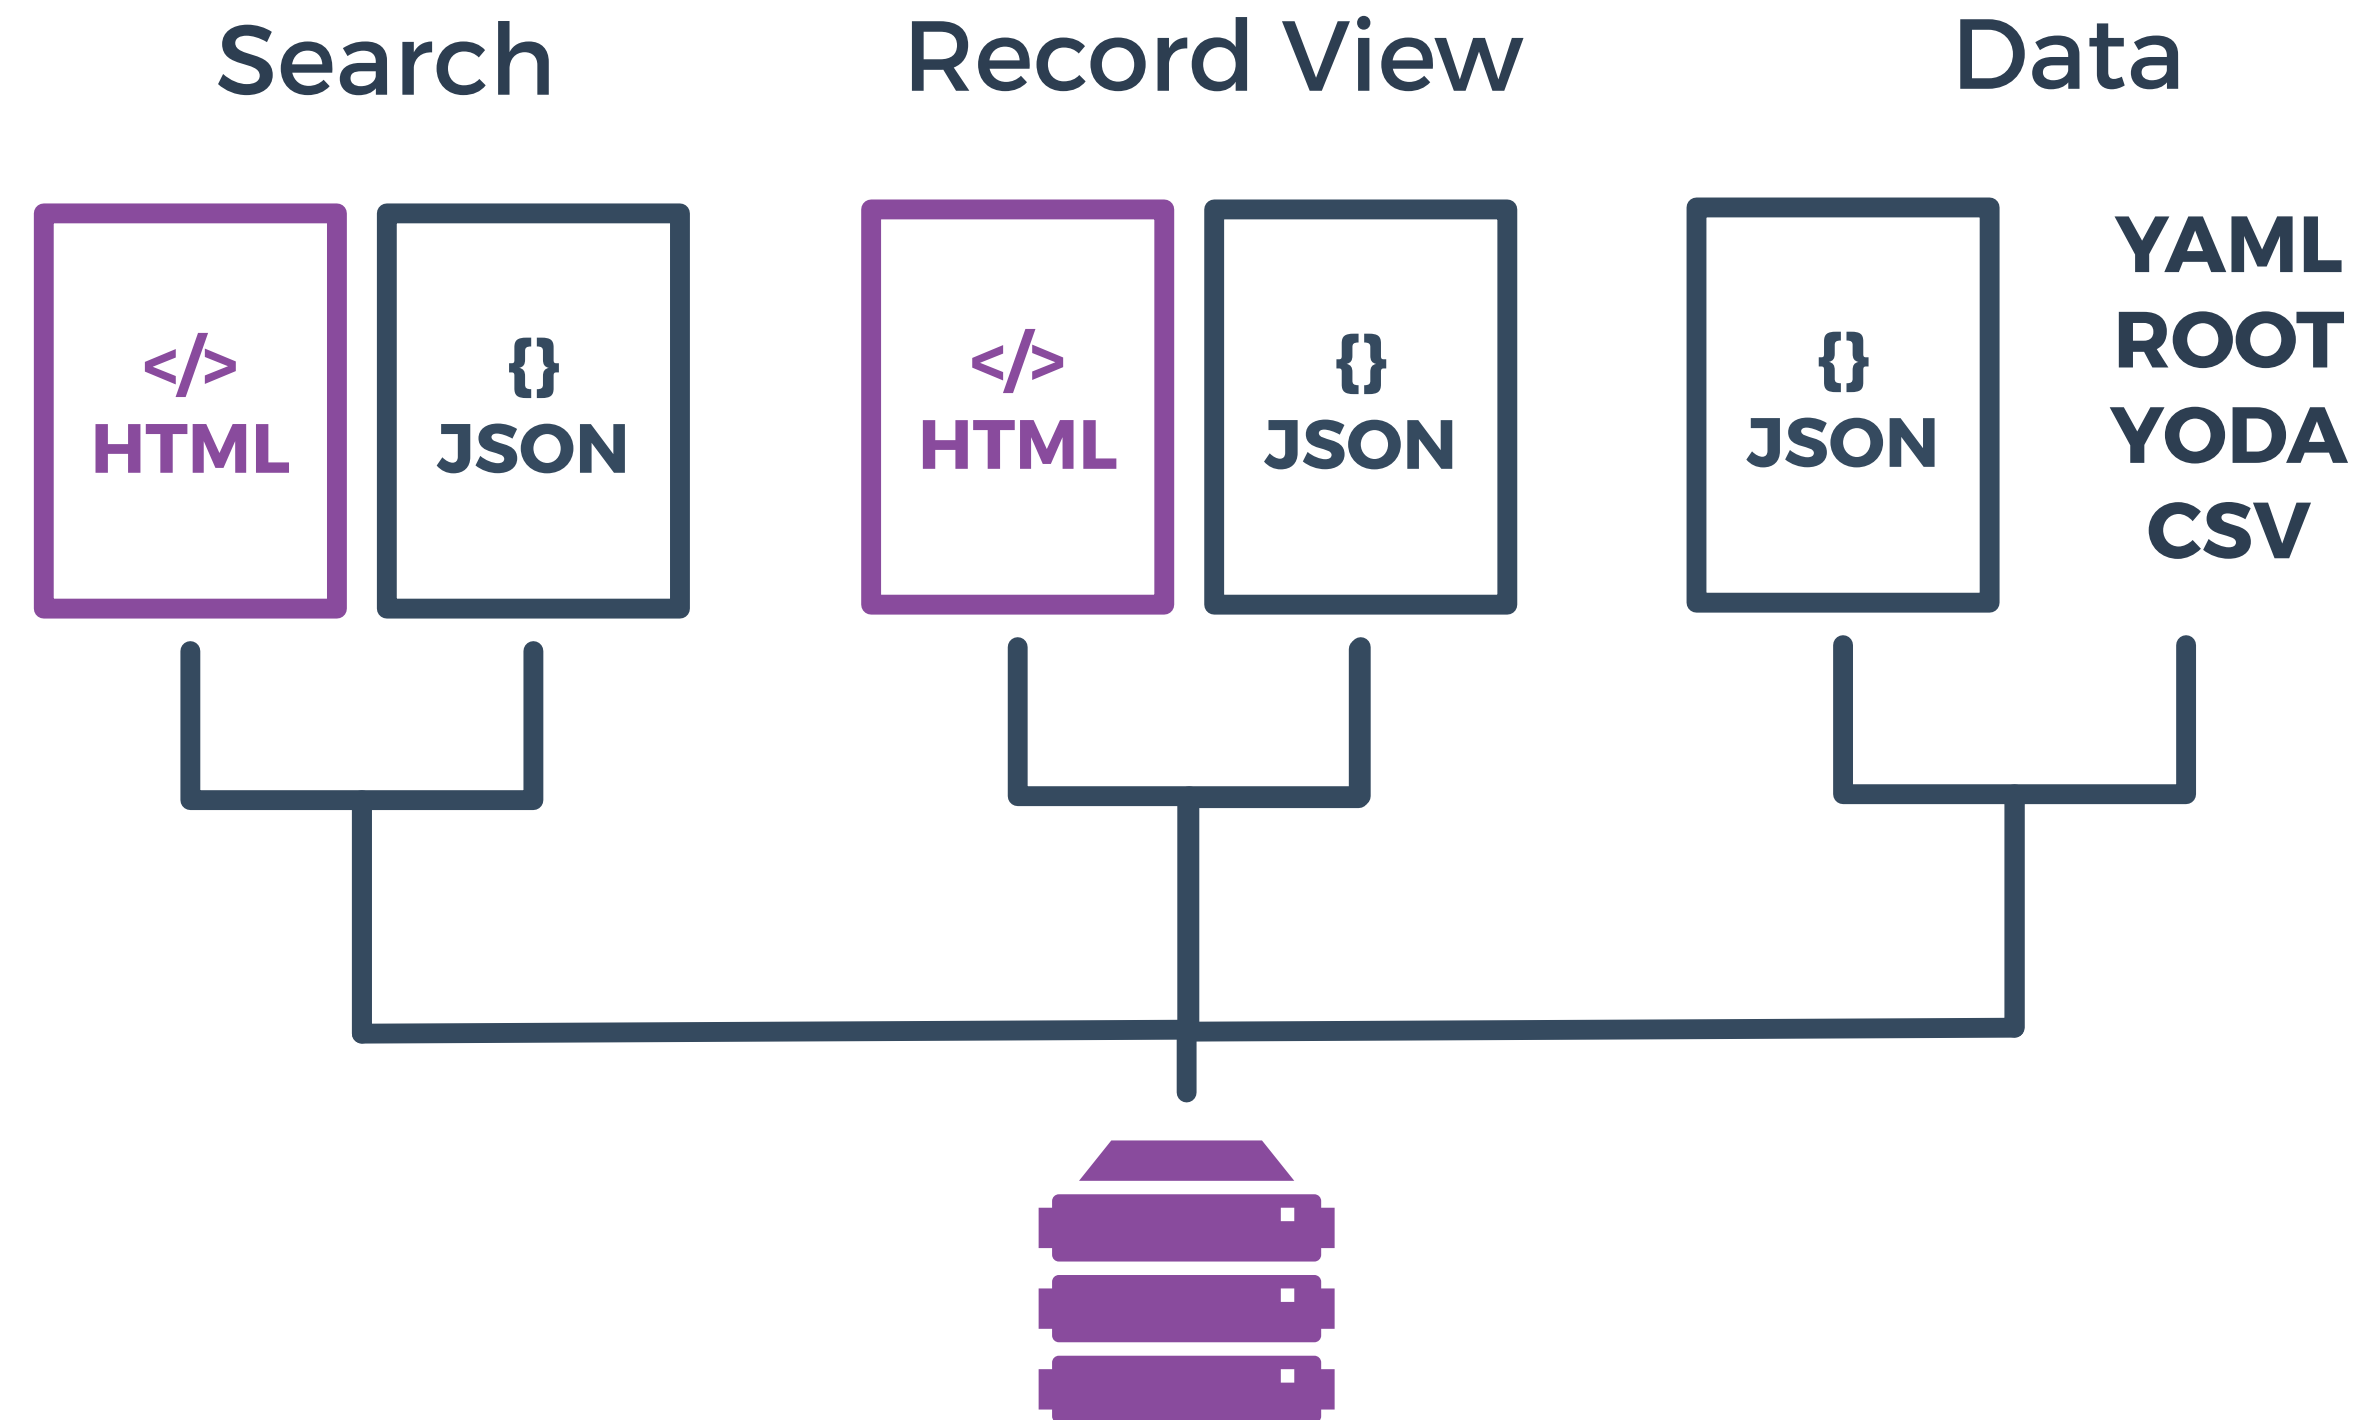 Search
Record View
Data
</>
HTML
{}
JSON
</>
HTML
{}
JSON
{}
JSON
YAML
ROOT
YODA
CSV